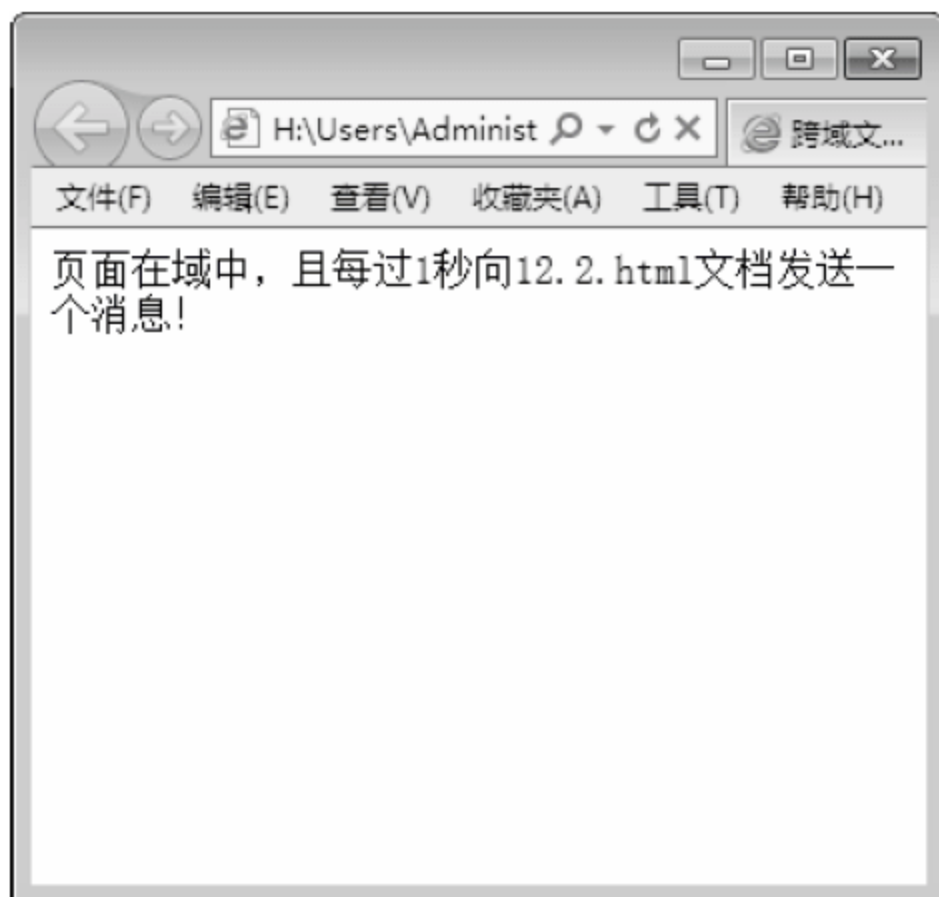 H:\Users\Administ
跨域文...
文件(F) 编辑(E) 查看(V) 收藏夹(A) 工具(T) 帮助(H)
页面在域中，且每过1秒向12.2.html文档发送一
个消息！